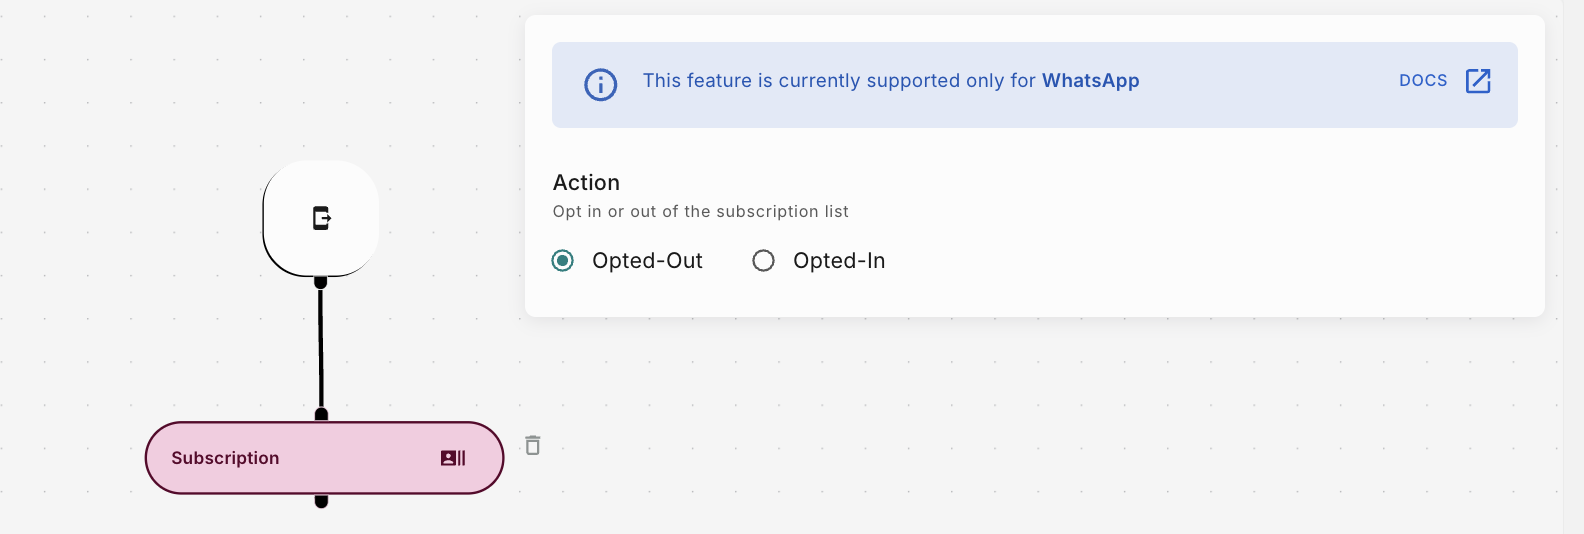 This feature is currently supported only for WhatsApp DOCS
Action
Opt in or out of the subscription list
Opted-Out Opted-In
Subscription